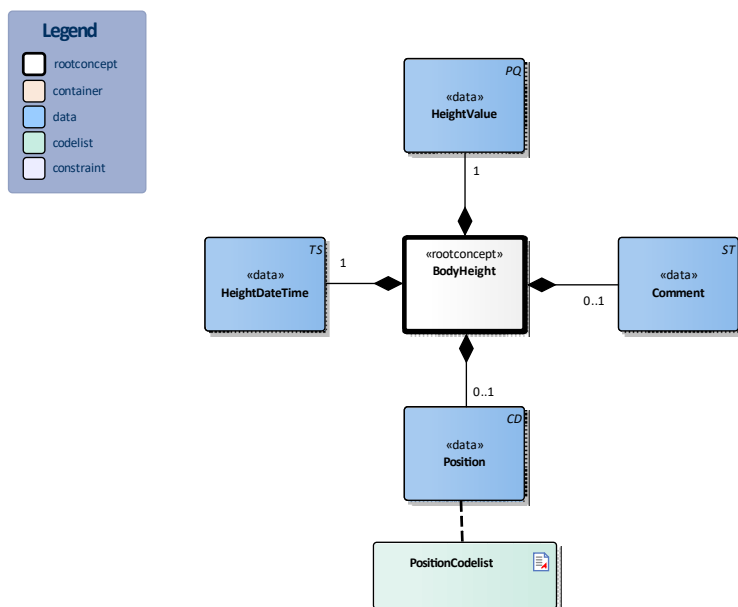 Legend
rootconcept
container
data
codelist
constraint
PQ
«data»
HeightValue
1
TS
«data»
HeightDateTime
1
«rootconcept»
BodyHeight
ST
«data»
Comment
0..1
0..1
CD
«data»
Position
PositionCodelist